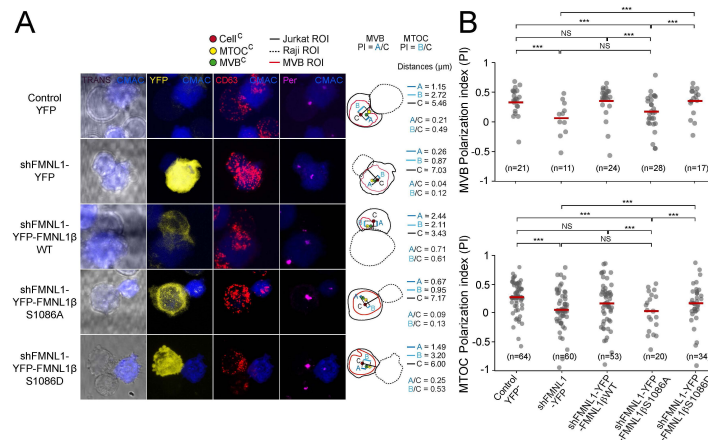 A
Cell^C
MTOC^C
MVB^C
Jurkat ROI
Raji ROI
MVB ROI
MVB
PI = A/C
MTOC
PI = B/C
Distances (µm)
TRANS CMAC
YFP CMAC
CD63 CMAC
Per CMAC
Control
YFP
B
C
A
A = 1.15
B = 2.72
C = 5.46
A/C = 0.21
B/C = 0.49
shFMNL1-
YFP
C
B
A
A = 0.26
B = 0.87
C = 7.03
A/C = 0.04
B/C = 0.12
shFMNL1-
YFP-FMNL1β
WT
C
B A
A = 2.44
B = 2.11
C = 3.43
A/C = 0.71
B/C = 0.61
shFMNL1-
YFP-FMNL1β
S1086A
A
C
B
A = 0.67
B = 0.95
C = 7.17
A/C = 0.09
B/C = 0.13
shFMNL1-
YFP-FMNL1β
S1086D
A
C
B
A = 1.49
B = 3.20
C = 6.00
A/C = 0.25
B/C = 0.53
B
MVB Polarization index (PI)
***
***
NS ***
*** NS
***
1
0.5
0
-0.5
-1
(n=21) (n=11) (n=24) (n=28) (n=17)
MTOC Polarization index (PI)
***
***
NS ***
*** NS
***
1
0.5
0
-0.5
-1
(n=64) (n=60) (n=53) (n=20) (n=34)
Control
YFP
shFMNL1
-YFP
shFMNL1-YFP
-FMNL1βWT
shFMNL1-YFP
-FMNL1βS1086A
shFMNL1-YFP
-FMNL1βS1086D